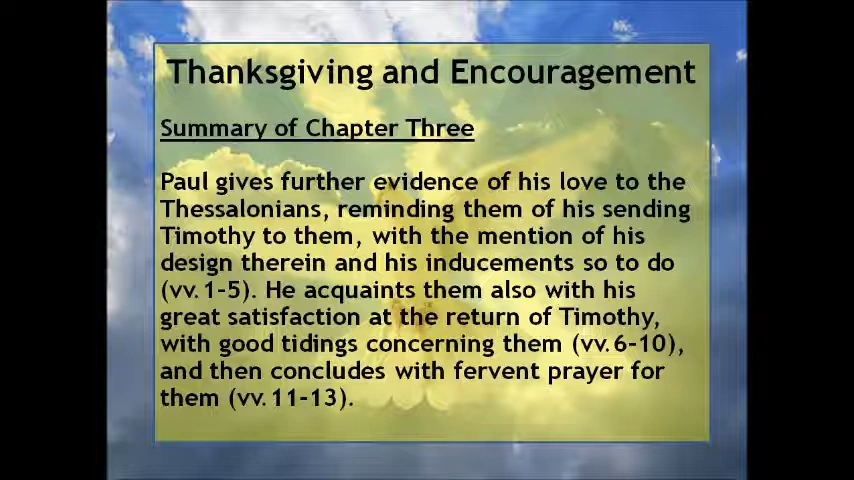 Thanksgiving and Encouragement
Summary of Chapter Three
Paul gives further evidence of his love to the
Thessalonians, reminding them of his sending
Timothy to them, with the mention of his
design therein and his inducements so to do
(vv.1-5). He acquaints them also with his
great satisfaction at the return of Timothy,
with good tidings concerning them (vv.6-10),
and then concludes with fervent prayer for
them (vv.11-13).